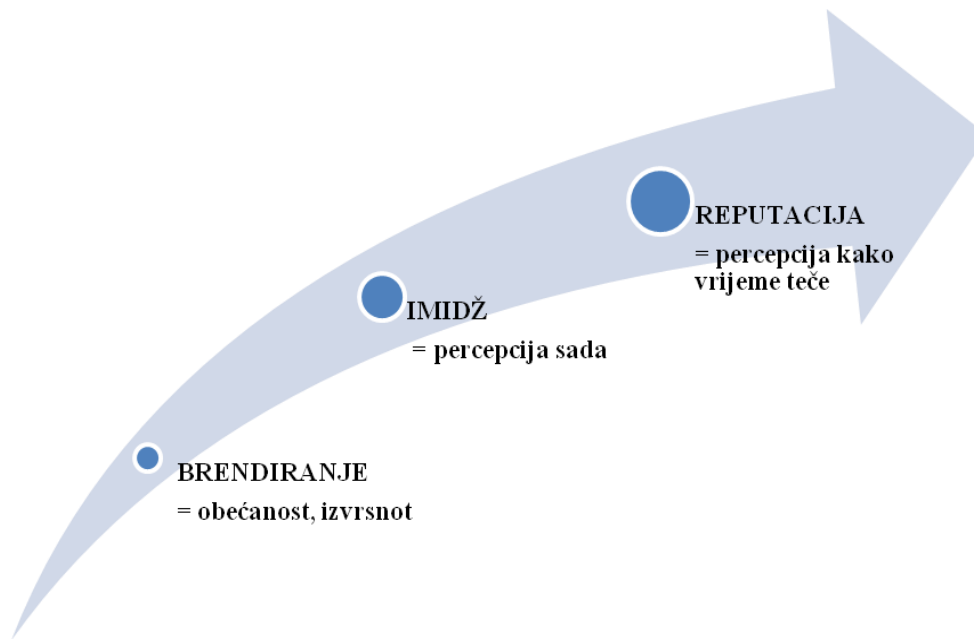 REPUTACIJA
= percepcija kako
vrijeme teče
IMIDŽ
= percepcija sada
BRENDIRANJE
= obećanost, izvrsnot